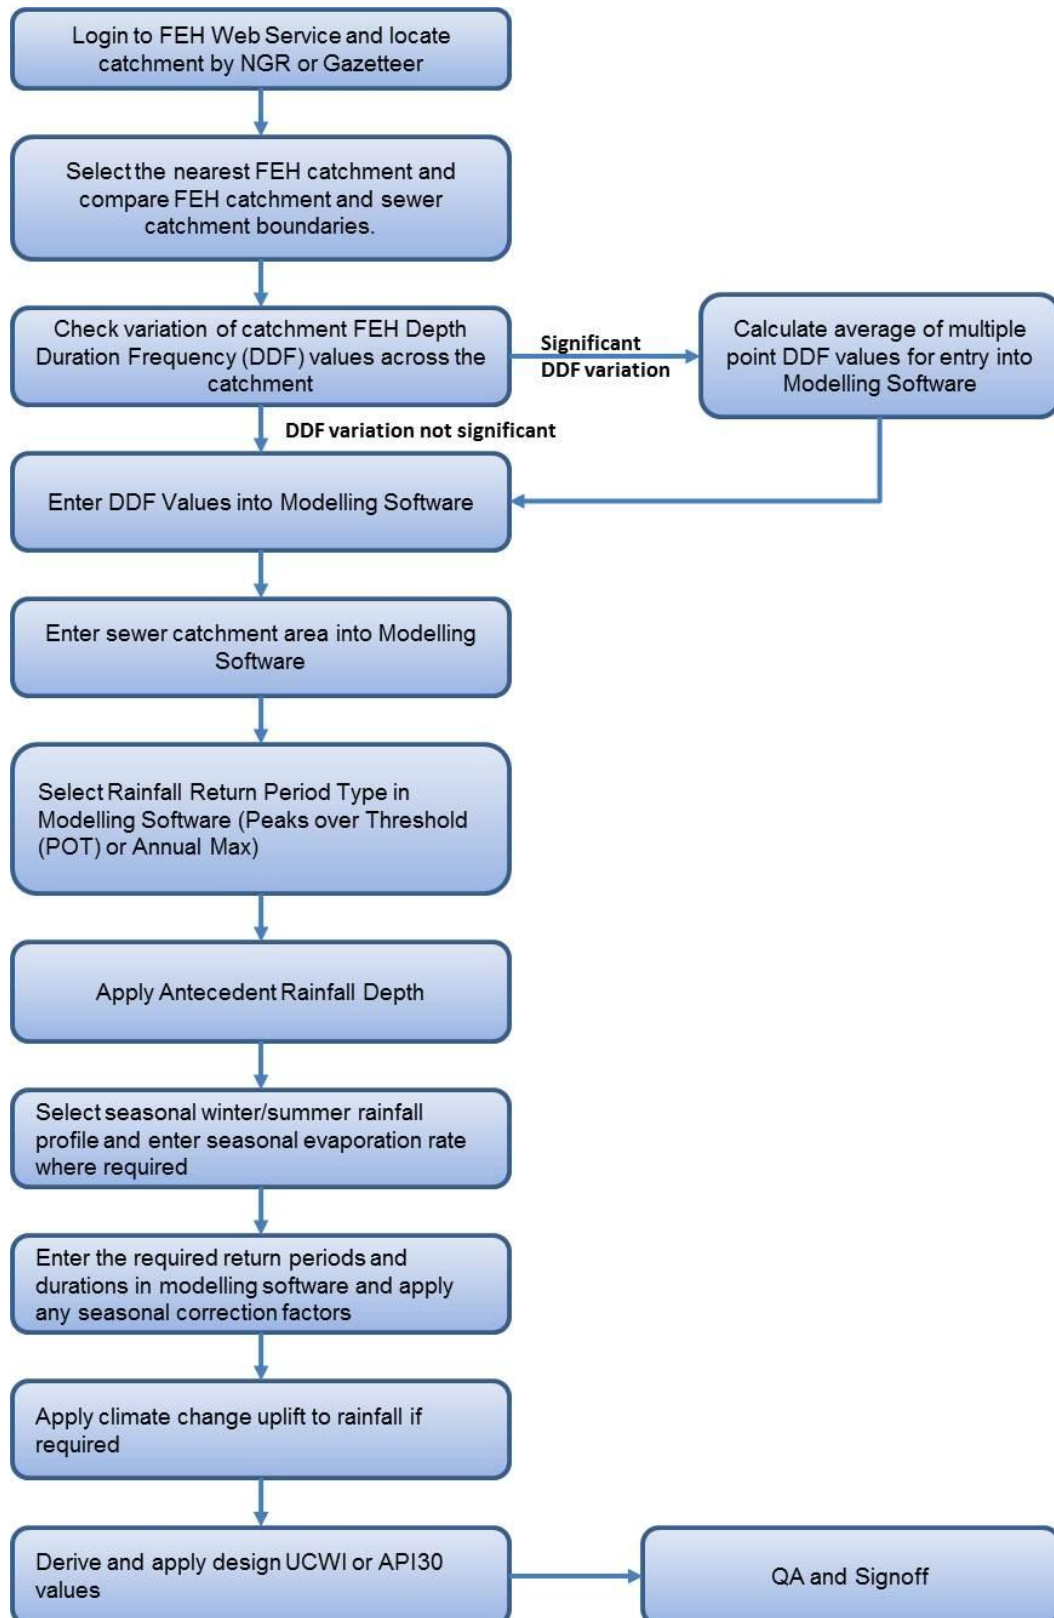 Login to FEH Web Service and locate
catchment by NGR or Gazetteer
Select the nearest FEH catchment and
compare FEH catchment and sewer
catchment boundaries.
Check variation of catchment FEH Depth
Duration Frequency (DDF) values across the
catchment
Significant
DDF variation
Calculate average of multiple
point DDF values for entry into
Modelling Software
DDF variation not significant
Enter DDF Values into Modelling Software
Enter sewer catchment area into Modelling
Software
Select Rainfall Return Period Type in
Modelling Software (Peaks over Threshold
(POT) or Annual Max)
Apply Antecedent Rainfall Depth
Select seasonal winter/summer rainfall
profile and enter seasonal evaporation rate
where required
Enter the required return periods and
durations in modelling software and apply
any seasonal correction factors
Apply climate change uplift to rainfall if
required
Derive and apply design UCWI or API30
values
QA and Signoff